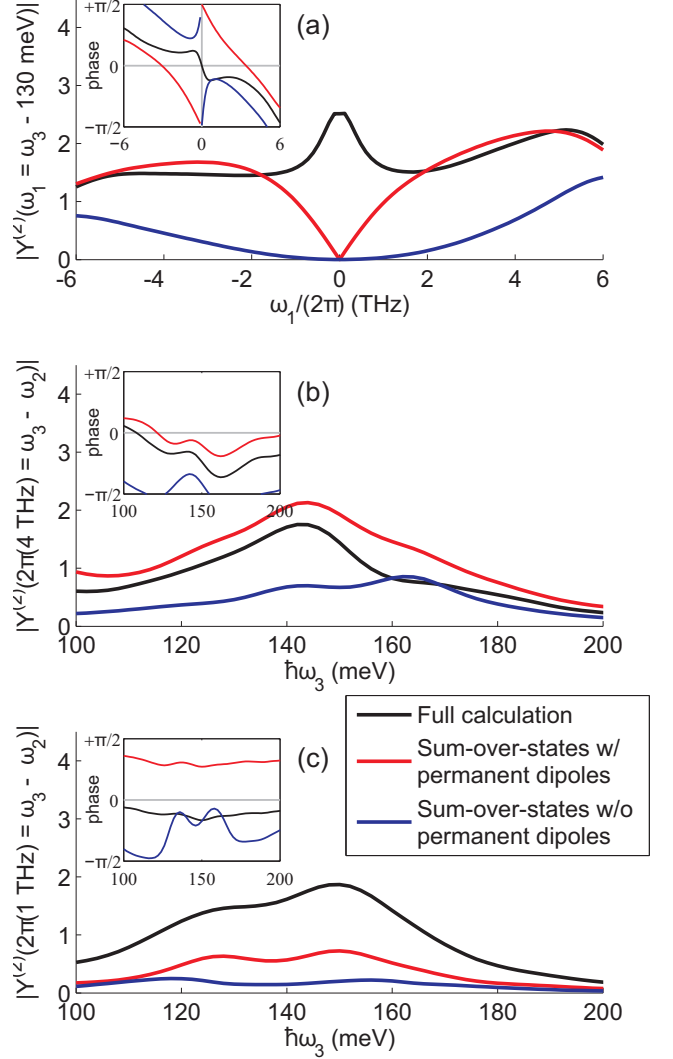 |Y⁽²⁾(ω₁ = ω₃ - 130 meV)|
4
3
2
1
0
+π/2
phase
0
−π/2
-6
0
6
(a)
-6
-4
-2
0
2
4
6
ω₁/(2π) (THz)
|Y⁽²⁾(2π(4 THz) = ω₃ - ω₂)|
4
3
2
1
0
+π/2
phase
0
−π/2
100
150
200
(b)
100
120
140
160
180
200
ħω₃ (meV)
Full calculation
Sum-over-states w/
permanent dipoles
Sum-over-states w/o
permanent dipoles
|Y⁽²⁾(2π(1 THz) = ω₃ - ω₂)|
4
3
2
1
0
+π/2
phase
0
−π/2
100
150
200
(c)
100
120
140
160
180
200
ħω₃ (meV)